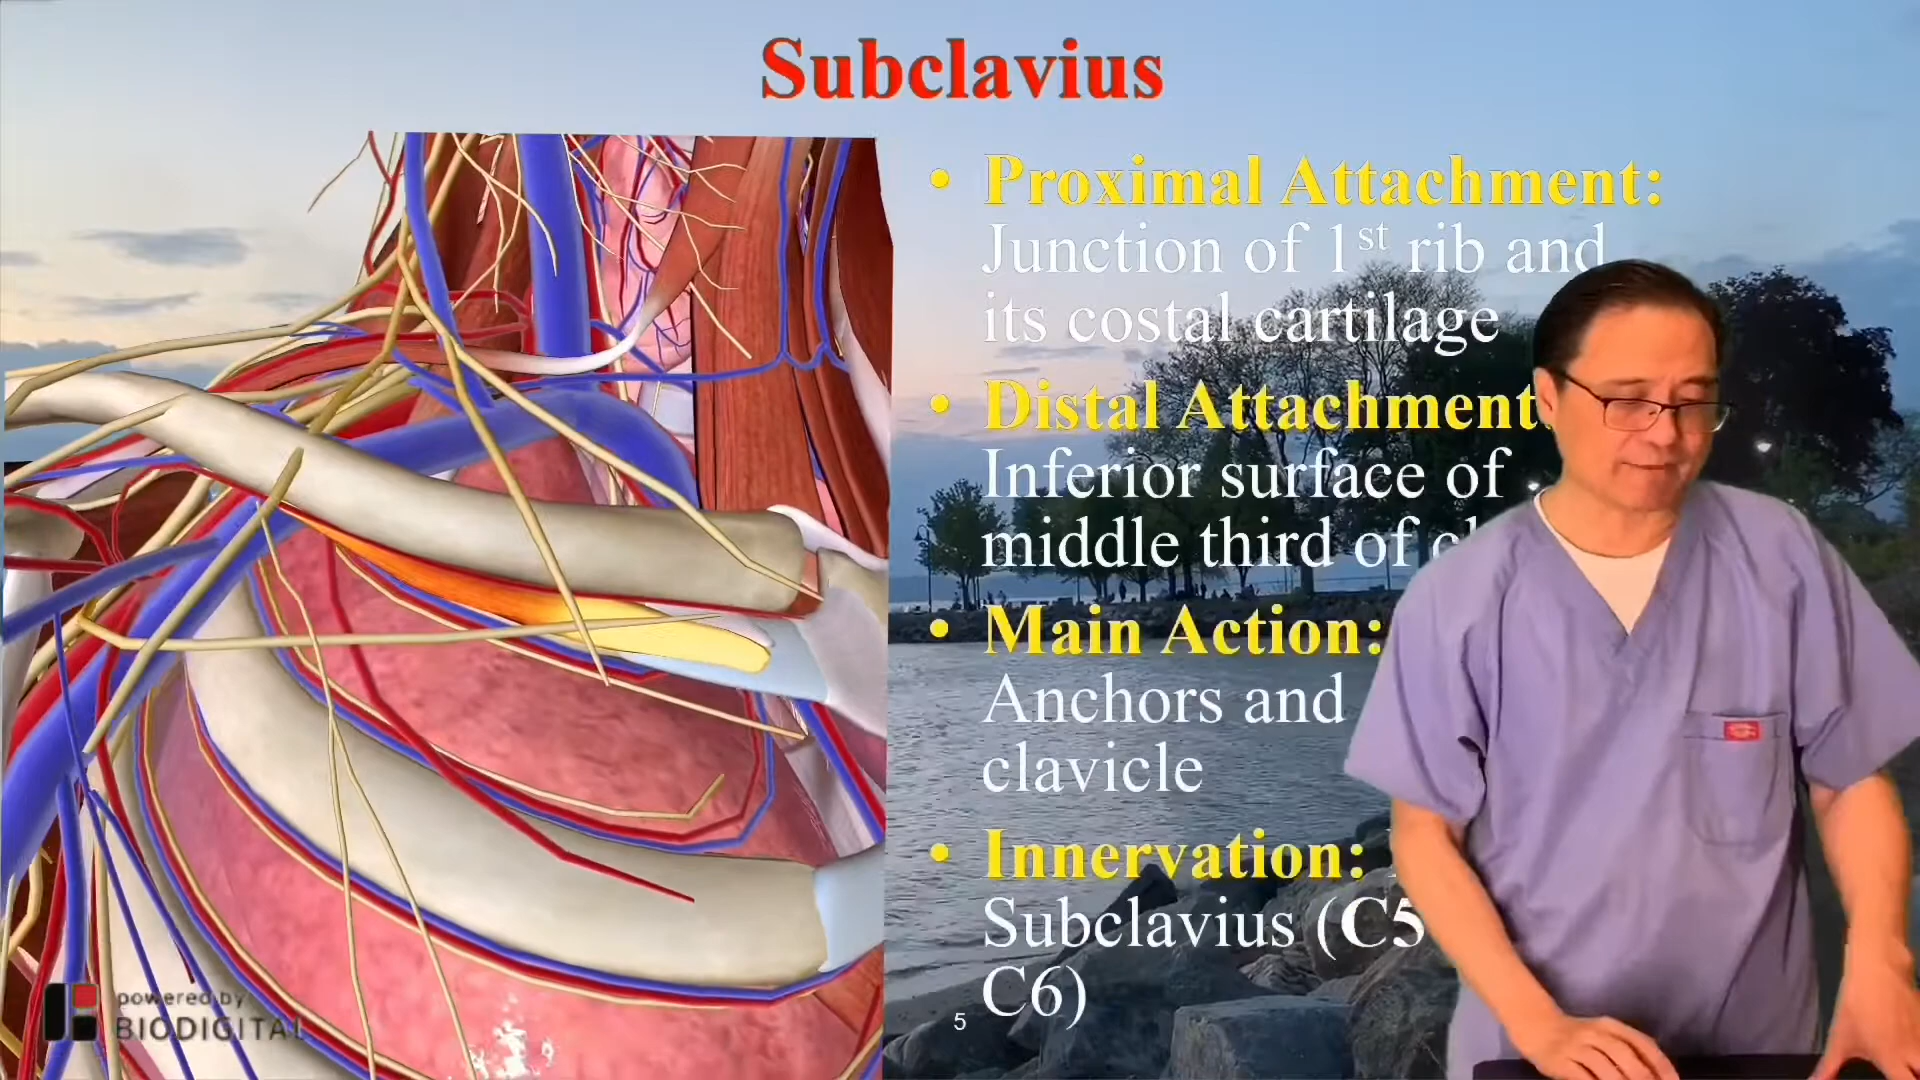 Subclavius
• Proximal Attachment:
Junction of 1st rib and
its costal cartilage
• Distal Attachment
Inferior surface of
middle third of
• Main Action:
Anchors and
clavicle
• Innervation:
Subclavius (C5
C6)
5
powered by
BIODIGITAL